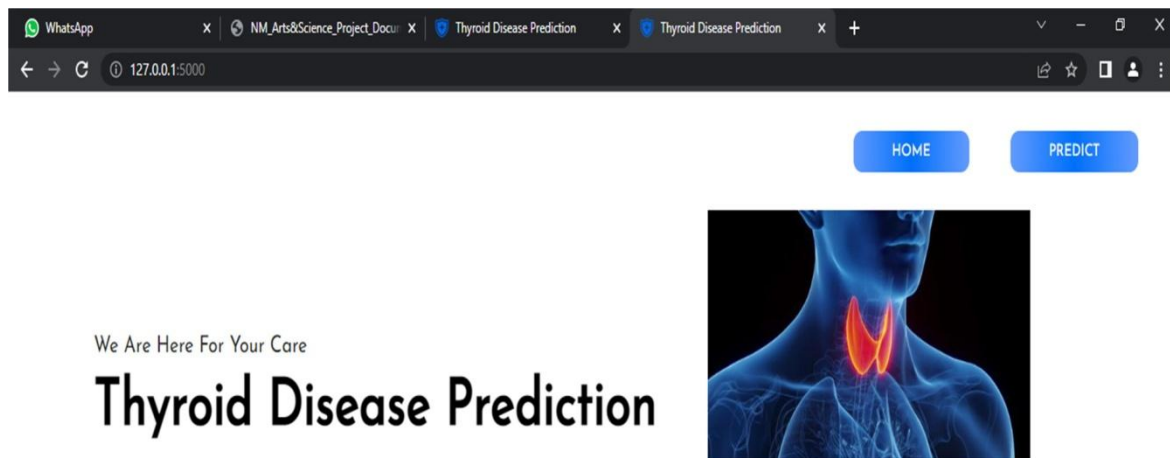 WhatsApp
NM_Arts&Science_Project_Docur
Thyroid Disease Prediction
Thyroid Disease Prediction
127.0.0.1:5000
HOME
PREDICT
We Are Here For Your Care
Thyroid Disease Prediction